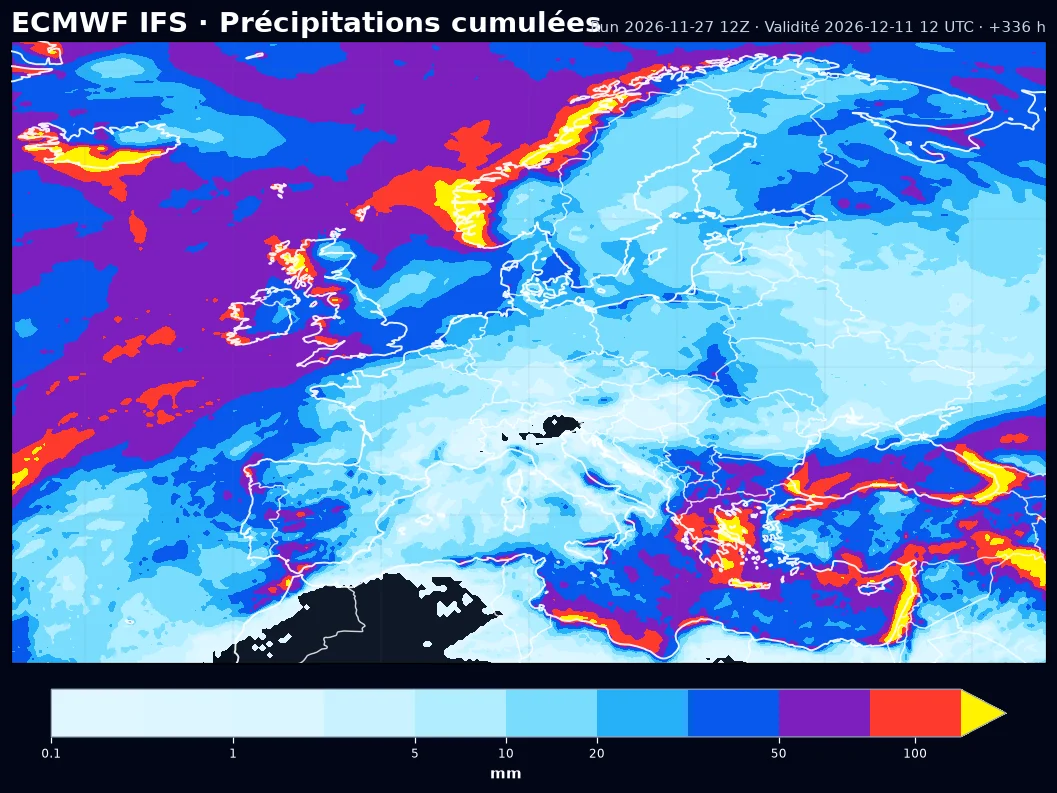 ECMWF IFS · Précipitations cumulées
Run 2026-11-27 12Z · Validité 2026-12-11 12 UTC · +336 h
0.1 1 5 10 20 50 100
mm